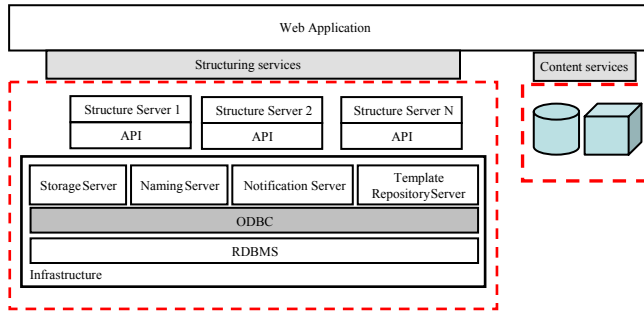 Web Application
Structuring services
Content services
Structure Server 1
Structure Server 2
Structure Server N
API
API
API
Storage Server
Naming Server
Notification Server
Template
Repository Server
ODBC
RDBMS
Infrastructure